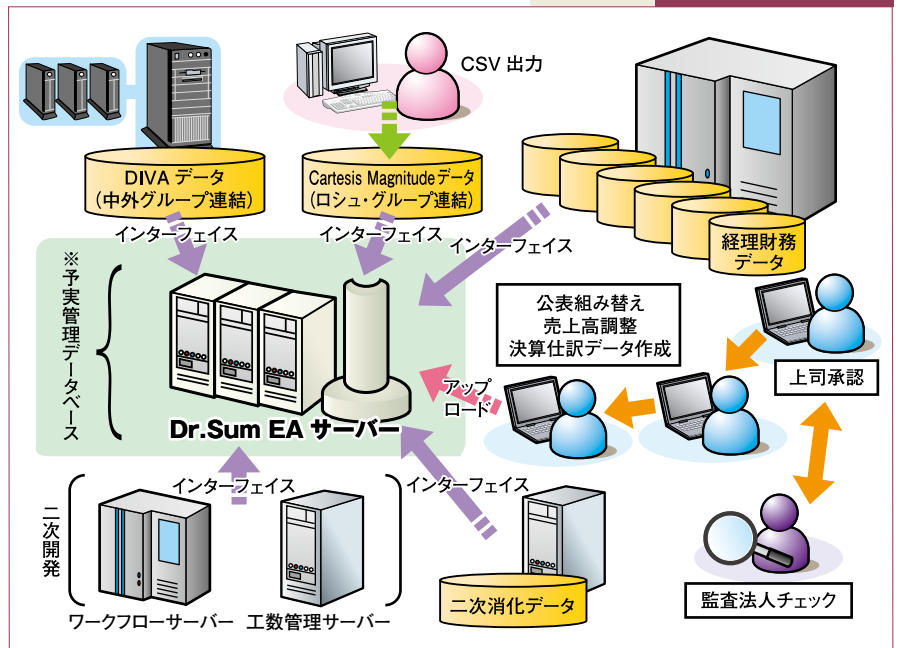 CSV 出力
DIVA データ
（中外グループ連結）
Cartesis Magnitudeデータ
（ロシュ・グループ連結）
経理財務
データ
インターフェイス
インターフェイス
インターフェイス
※予実管理データベース
Dr.Sum EA サーバー
公表組み替え
売上高調整
決算仕訳データ作成
上司承認
アップ
ロード
インターフェイス
インターフェイス
二次開発
ワークフローサーバー
工数管理サーバー
二次消化データ
監査法人チェック